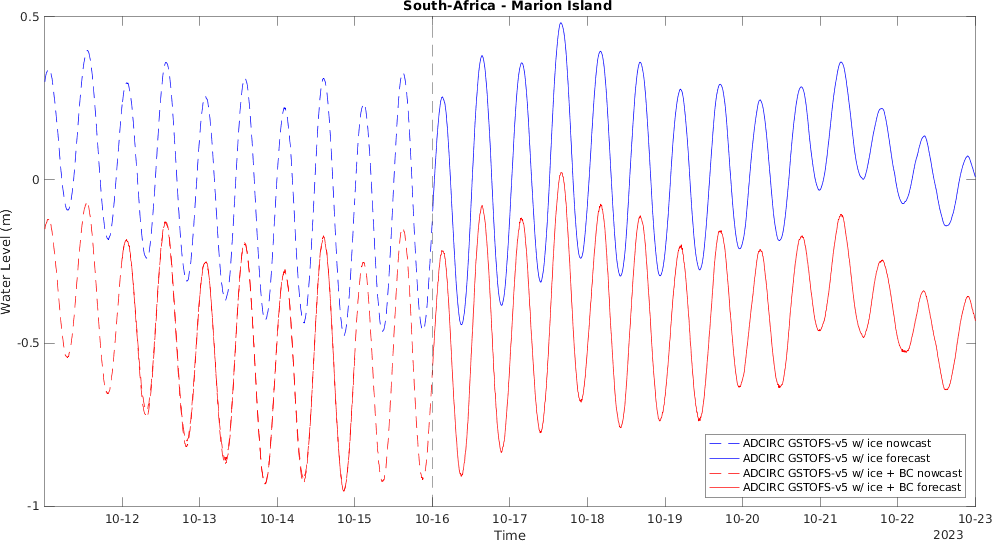 South-Africa - Marion Island
0.5
0
-0.5
-1
Water Level (m)
ADCIRC GSTOFS-v5 w/ ice nowcast
ADCIRC GSTOFS-v5 w/ ice forecast
ADCIRC GSTOFS-v5 w/ ice + BC nowcast
ADCIRC GSTOFS-v5 w/ ice + BC forecast
10-12 10-13 10-14 10-15 10-16 10-17 10-18 10-19 10-20 10-21 10-22 10-23
Time
2023